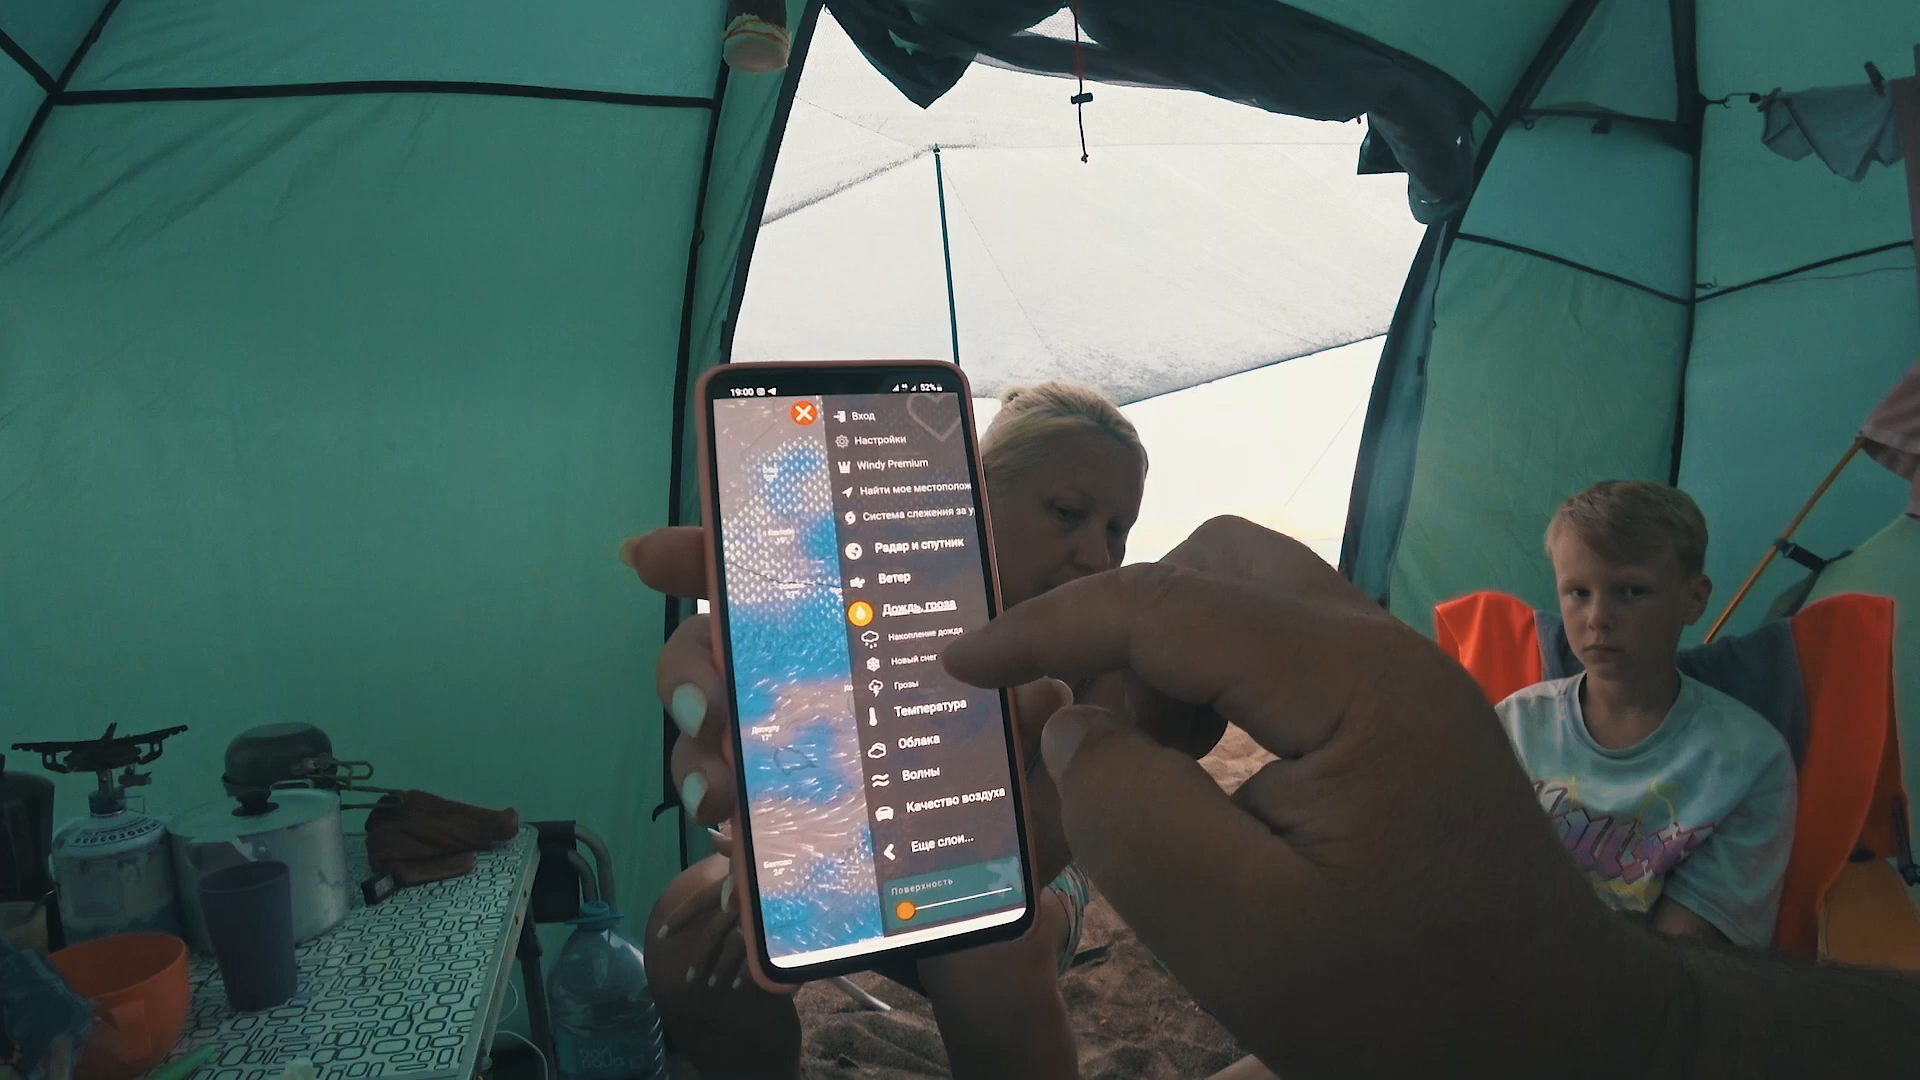 19:00
52%
Вход
Настройки
Windy Premium
Найти мое местополож
Система слежения за у
Радар и спутник
Ветер
Дождь, гроза
Накопление дождя
Новый снег
Грозы
Температура
Облака
Волны
Качество воздуха
Еще слои...
Поверхность